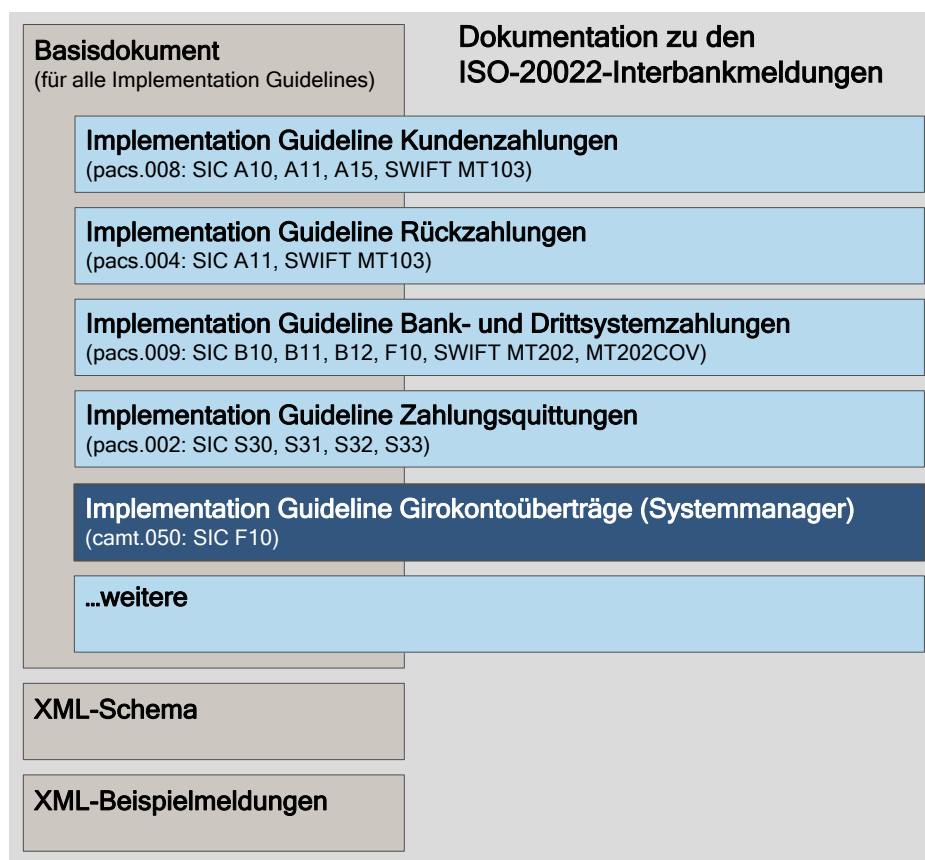 Basisdokument
(für alle Implementation Guidelines)
Dokumentation zu den
ISO-20022-Interbankmeldungen
Implementation Guideline Kundenzahlungen
(pacs.008: SIC A10, A11, A15, SWIFT MT103)
Implementation Guideline Rückzahlungen
(pacs.004: SIC A11, SWIFT MT103)
Implementation Guideline Bank- und Drittsystemzahlungen
(pacs.009: SIC B10, B11, B12, F10, SWIFT MT202, MT202COV)
Implementation Guideline Zahlungsquittungen
(pacs.002: SIC S30, S31, S32, S33)
Implementation Guideline Girokontoüberträge (Systemmanager)
(camt.050: SIC F10)
...weitere
XML-Schema
XML-Beispielmeldungen